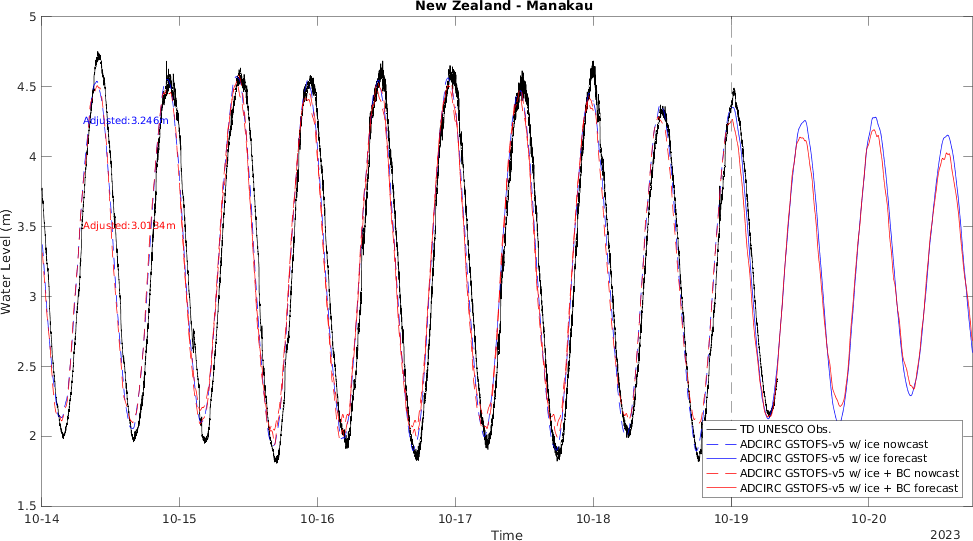 New Zealand - Manakau
5
4.5
4
3.5
3
2.5
2
1.5
Water Level (m)
Adjusted:3.246m
Adjusted:3.0134m
TD UNESCO Obs.
ADCIRC GSTOFS-v5 w/ ice nowcast
ADCIRC GSTOFS-v5 w/ ice forecast
ADCIRC GSTOFS-v5 w/ ice + BC nowcast
ADCIRC GSTOFS-v5 w/ ice + BC forecast
10-14 10-15 10-16 10-17 10-18 10-19 10-20
Time
2023